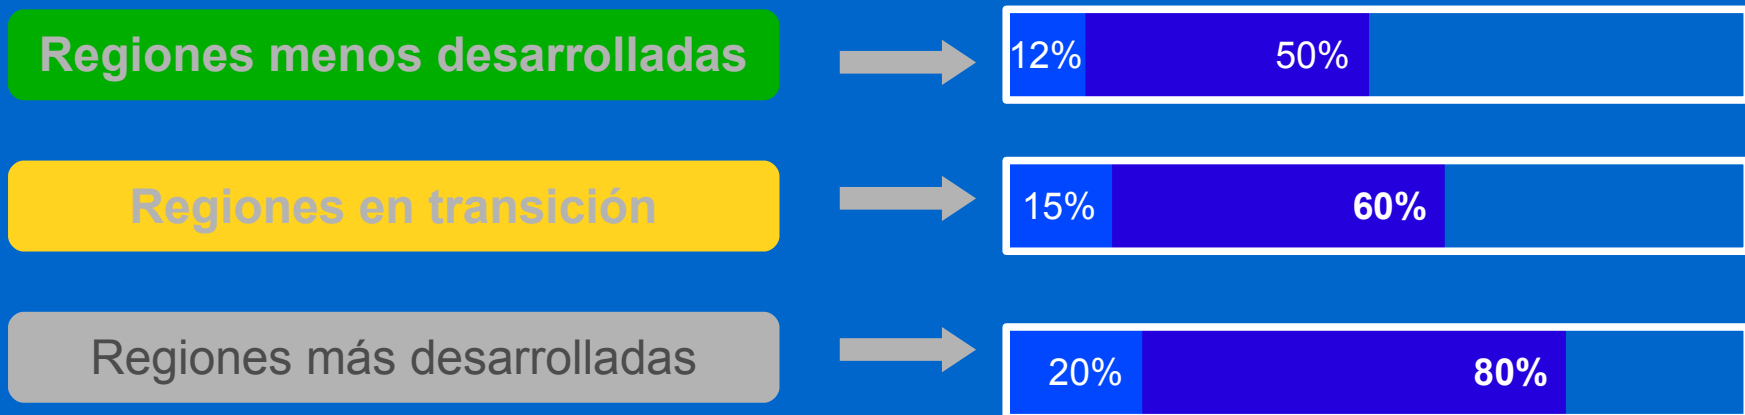 Regiones menos desarrolladas
12% 50%
Regiones en transición
15% 60%
Regiones más desarrolladas
20% 80%